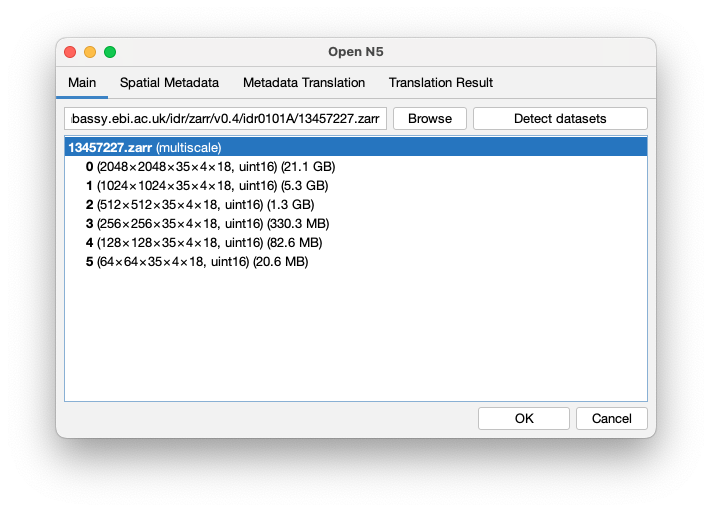 Open N5
Main Spatial Metadata Metadata Translation Translation Result
bassy.ebi.ac.uk/idr/zarr/v0.4/idr0101A/13457227.zarr Browse Detect datasets
13457227.zarr (multiscale)
0 (2048×2048×35×4×18, uint16) (21.1 GB)
1 (1024×1024×35×4×18, uint16) (5.3 GB)
2 (512×512×35×4×18, uint16) (1.3 GB)
3 (256×256×35×4×18, uint16) (330.3 MB)
4 (128×128×35×4×18, uint16) (82.6 MB)
5 (64×64×35×4×18, uint16) (20.6 MB)
OK Cancel